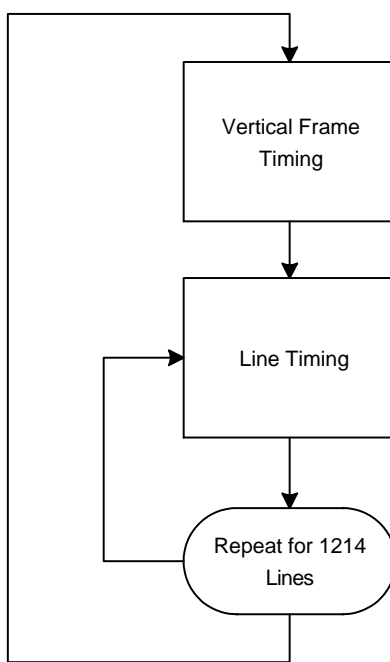 Vertical Frame
Timing
Line Timing
Repeat for 1214
Lines